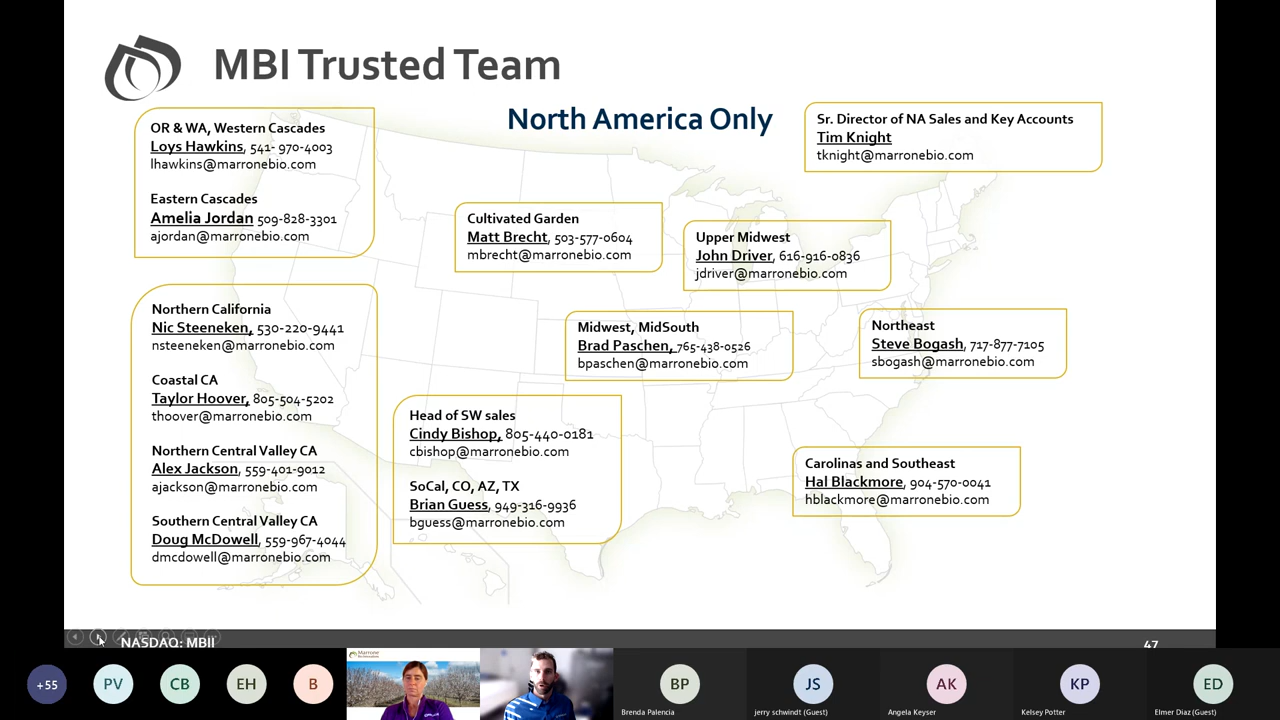 MBI Trusted Team
North America Only
OR & WA, Western Cascades
Loys Hawkins, 541- 970-4003
lhawkins@marronebio.com
Eastern Cascades
Amelia Jordan 509-828-3301
ajordan@marronebio.com
Sr. Director of NA Sales and Key Accounts
Tim Knight
tknight@marronebio.com
Cultivated Garden
Matt Brecht, 503-577-0604
mbrecht@marronebio.com
Upper Midwest
John Driver, 616-916-0836
jdriver@marronebio.com
Northern California
Nic Steeneken, 530-220-9441
nsteeneken@marronebio.com
Coastal CA
Taylor Hoover, 805-504-5202
thoover@marronebio.com
Northern Central Valley CA
Alex Jackson, 559-401-9012
ajackson@marronebio.com
Southern Central Valley CA
Doug McDowell, 559-967-4044
dmcdowell@marronebio.com
Midwest, MidSouth
Brad Paschen, 765-438-0526
bpaschen@marronebio.com
Northeast
Steve Bogash, 717-877-7105
sbogash@marronebio.com
Head of SW sales
Cindy Bishop, 805-440-0181
cbishop@marronebio.com
SoCal, CO, AZ, TX
Brian Guess, 949-316-9936
bguess@marronebio.com
Carolinas and Southeast
Hal Blackmore, 904-570-0041
hblackmore@marronebio.com
NASDAQ: MBII
47
+55
PV
CB
EH
B
Marrone
BP
Brenda Palencia
JS
jerry schwindt (Guest)
AK
Angela Keyser
KP
Kelsey Potter
ED
Elmer Diaz (Guest)